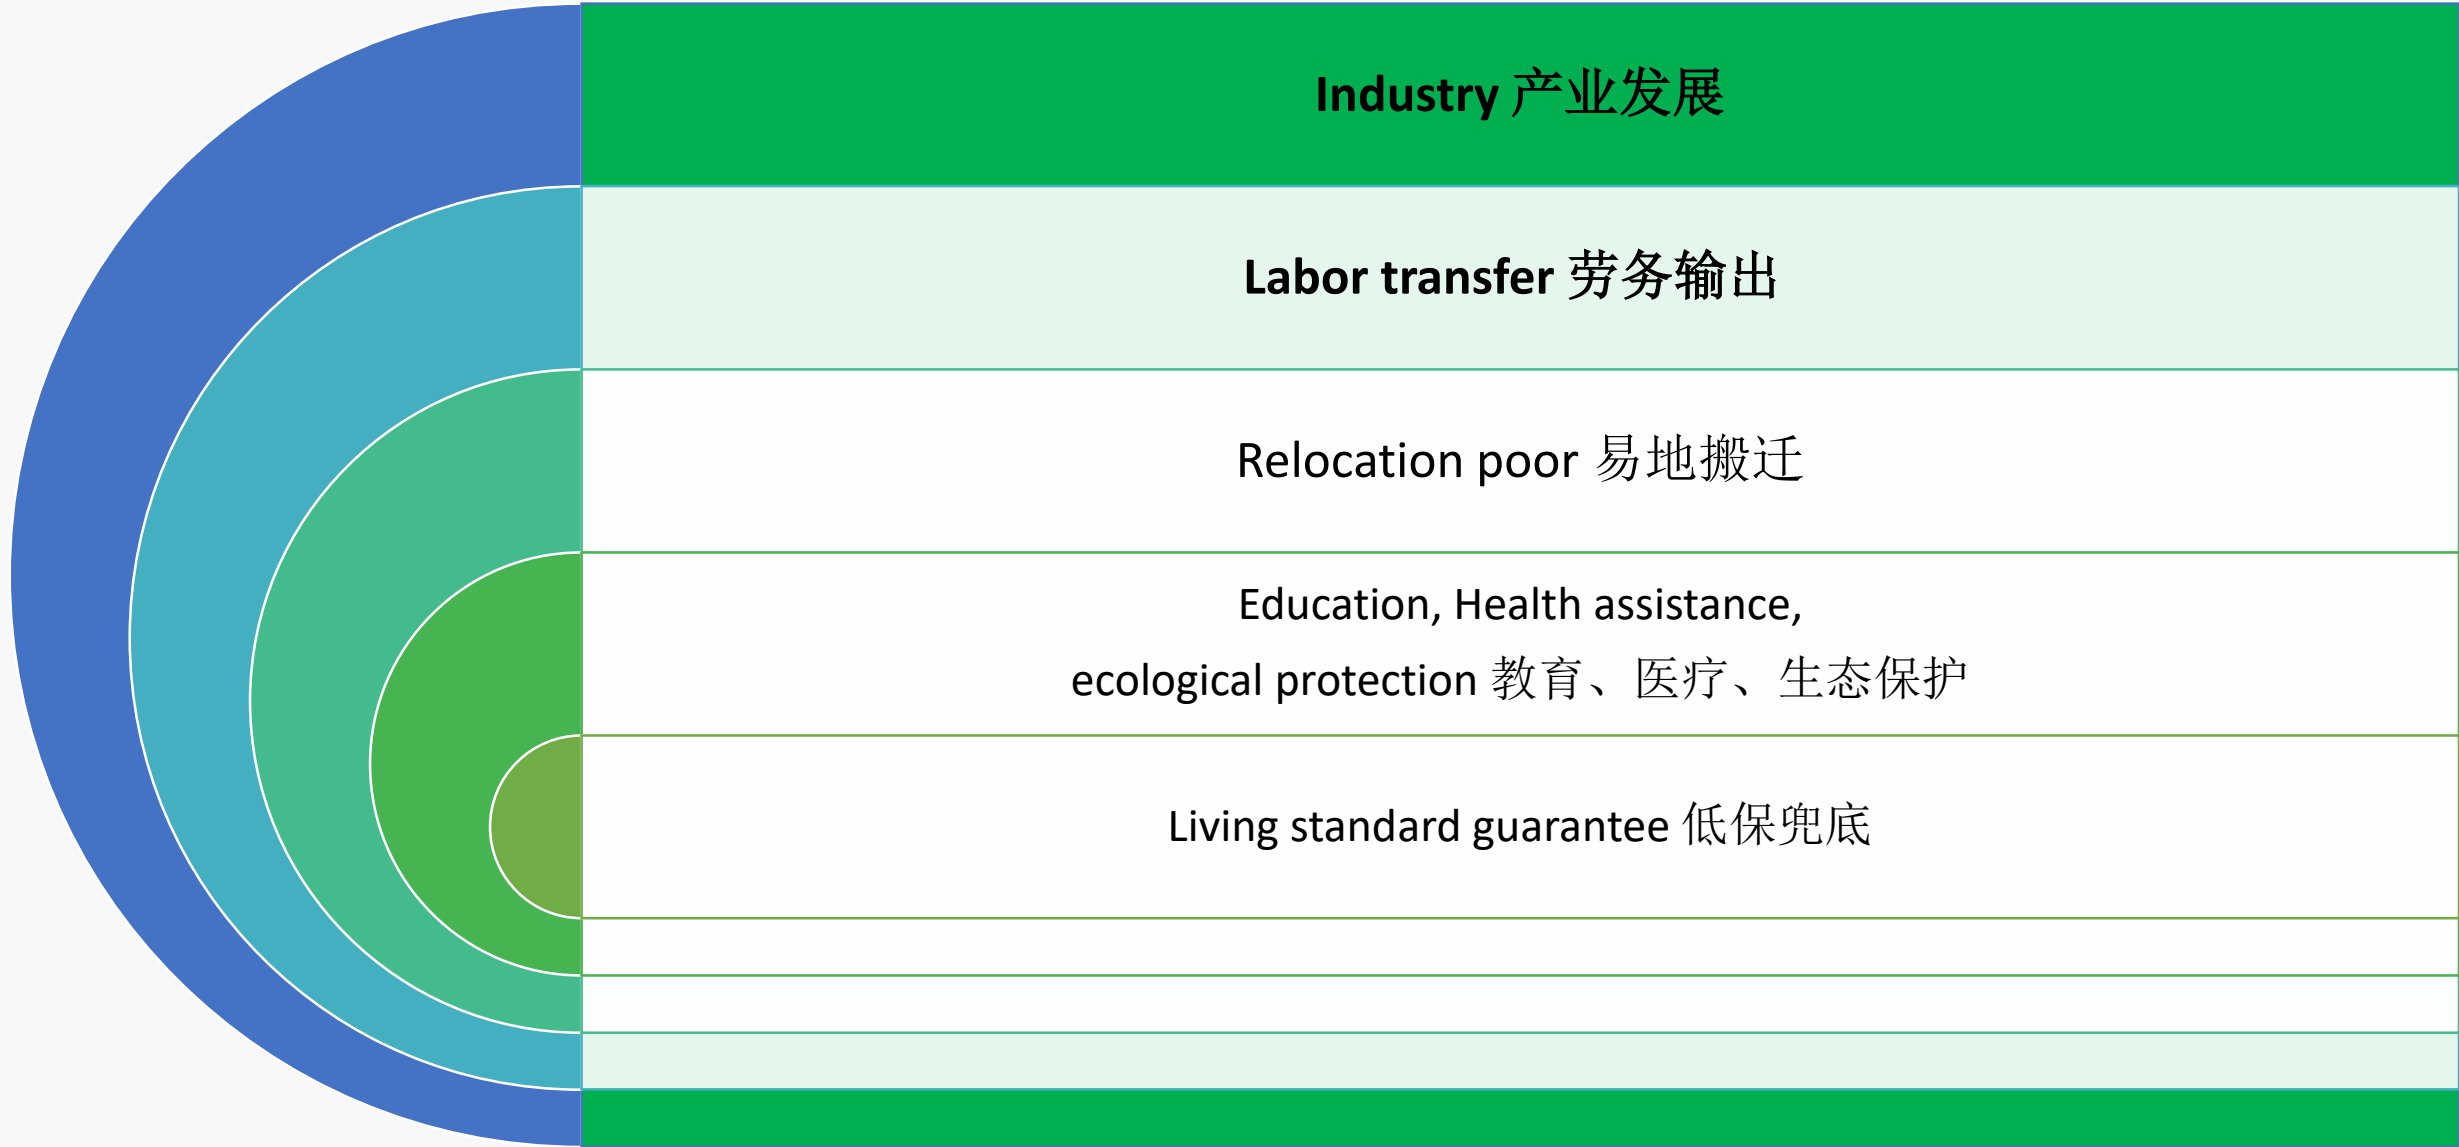 Industry 产业发展
Labor transfer 劳务输出
Relocation poor 易地搬迁
Education, Health assistance,
ecological protection 教育、医疗、生态保护
Living standard guarantee 低保兜底